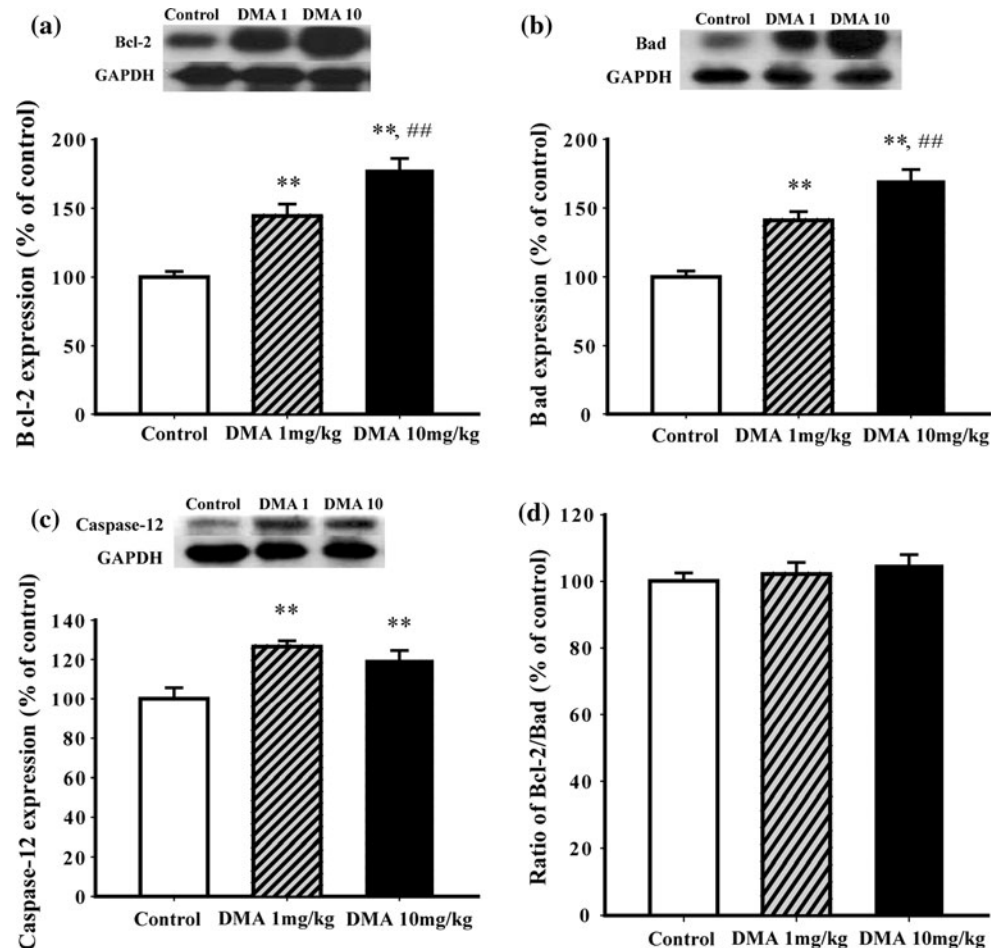 (a)
Control DMA 1 DMA 10
Bcl-2
GAPDH
Bcl-2 expression (% of control)
200
150
100
50
0
**
**, ##
Control DMA 1mg/kg DMA 10mg/kg
(b)
Control DMA 1 DMA 10
Bad
GAPDH
Bad expression (% of control)
200
150
100
50
0
**
**, ##
Control DMA 1mg/kg DMA 10mg/kg
(c)
Control DMA 1 DMA 10
Caspase-12
GAPDH
Caspase-12 expression (% of control)
140
120
100
80
60
40
20
0
**
**
Control DMA 1mg/kg DMA 10mg/kg
(d)
Ratio of Bcl-2/Bad (% of control)
120
100
80
60
40
20
0
Control DMA 1mg/kg DMA 10mg/kg